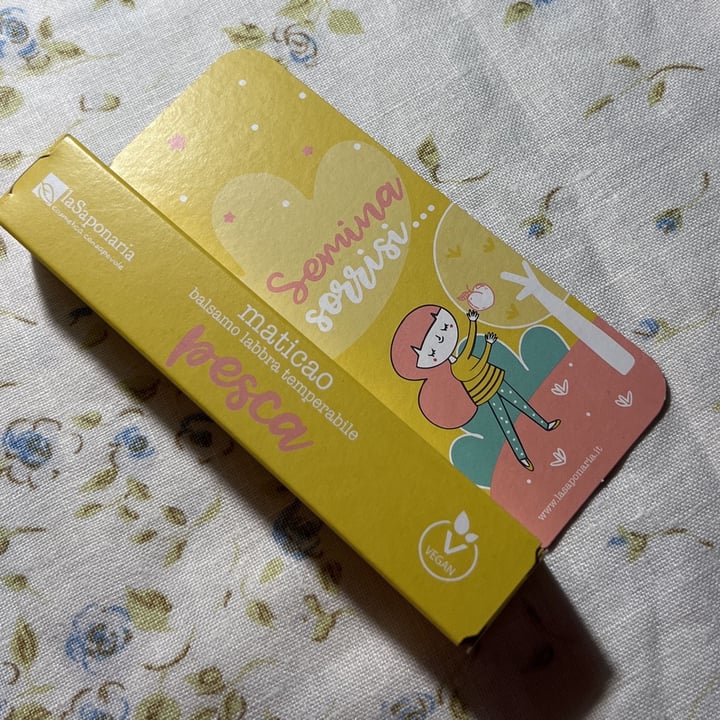 laSaponaria
cosmetica consapevole
maticao
balsamo labbra temperabile
pesca
VEGAN
Semina
sorrisi...
www.lasaponaria.it